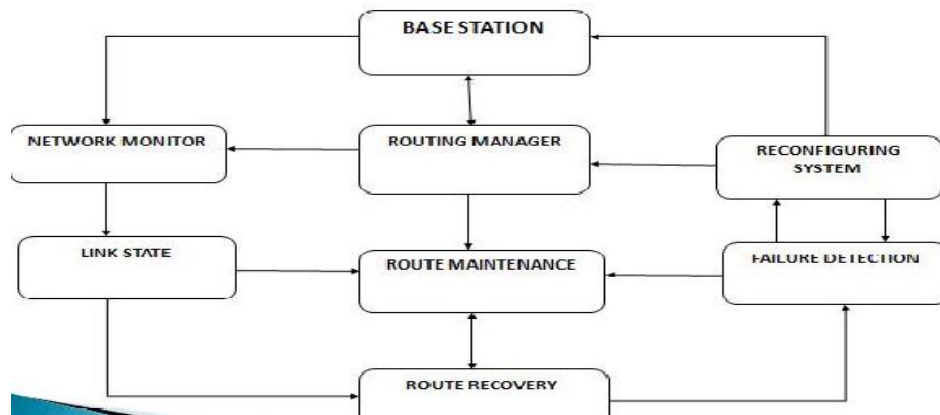 BASE STATION
NETWORK MONITOR
ROUTING MANAGER
RECONFIGURING
SYSTEM
LINK STATE
ROUTE MAINTENANCE
FAILURE DETECTION
ROUTE RECOVERY